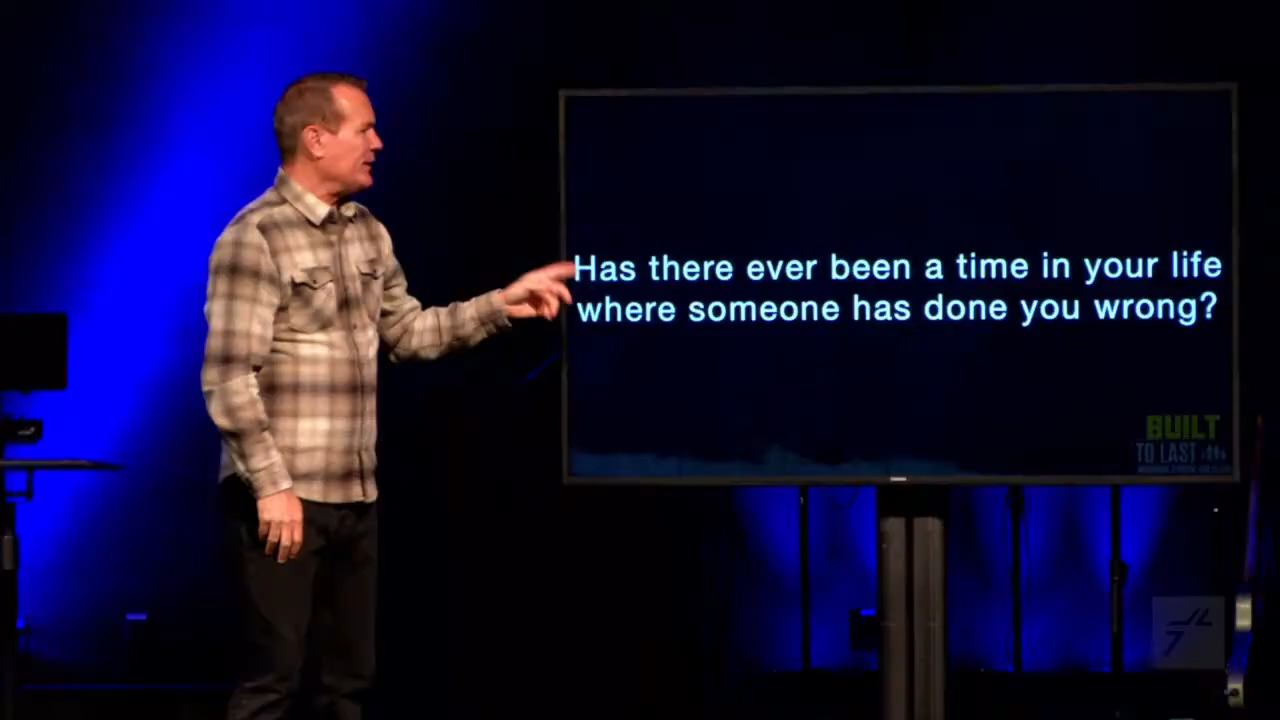 Has there ever been a time in your life
where someone has done you wrong?
BUILT
TO LAST